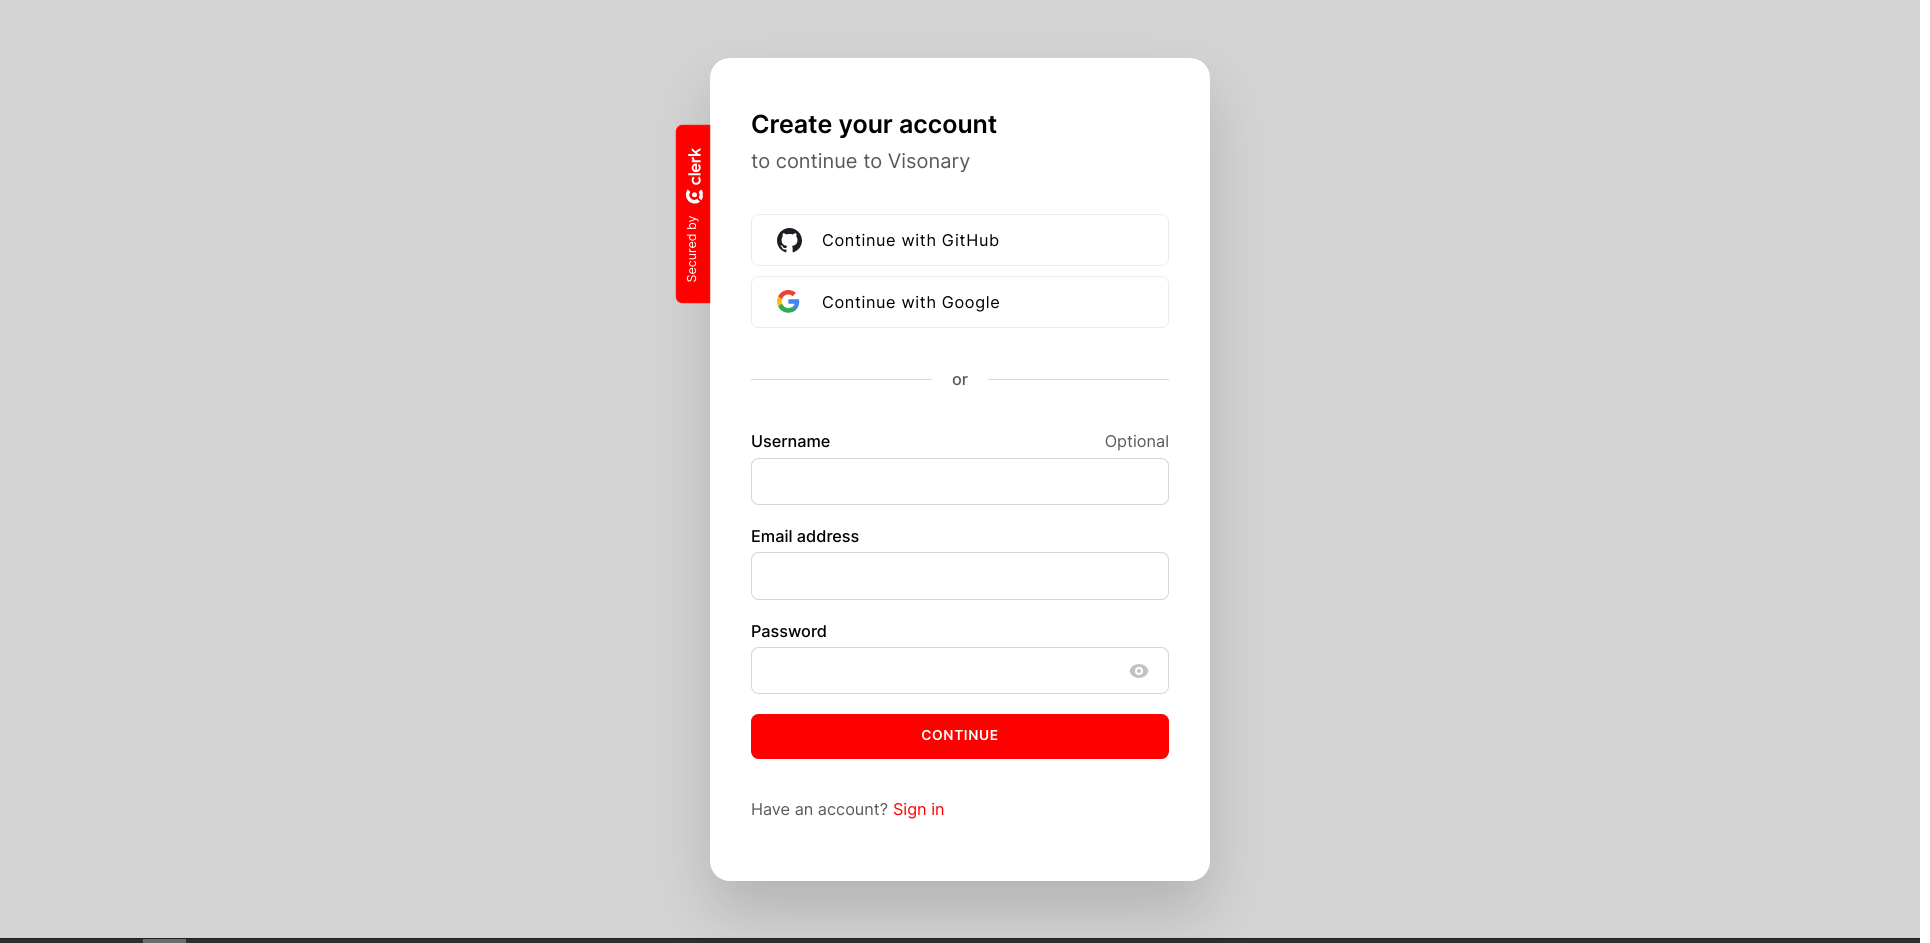 Create your account
to continue to Visonary
Secured by clerk
Continue with GitHub
Continue with Google
or
Username Optional
Email address
Password
CONTINUE
Have an account? Sign in